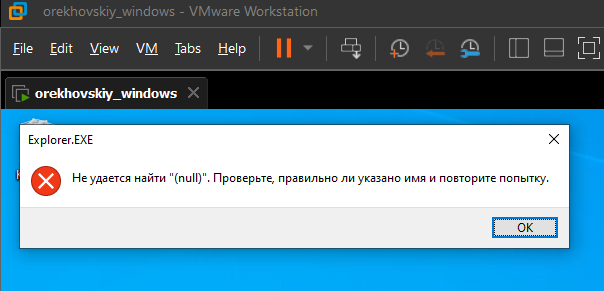 orekhovskiy_windows - VMware Workstation
File Edit View VM Tabs Help
orekhovskiy_windows
Explorer.EXE
Не удается найти "(null)". Проверьте, правильно ли указано имя и повторите попытку.
OK